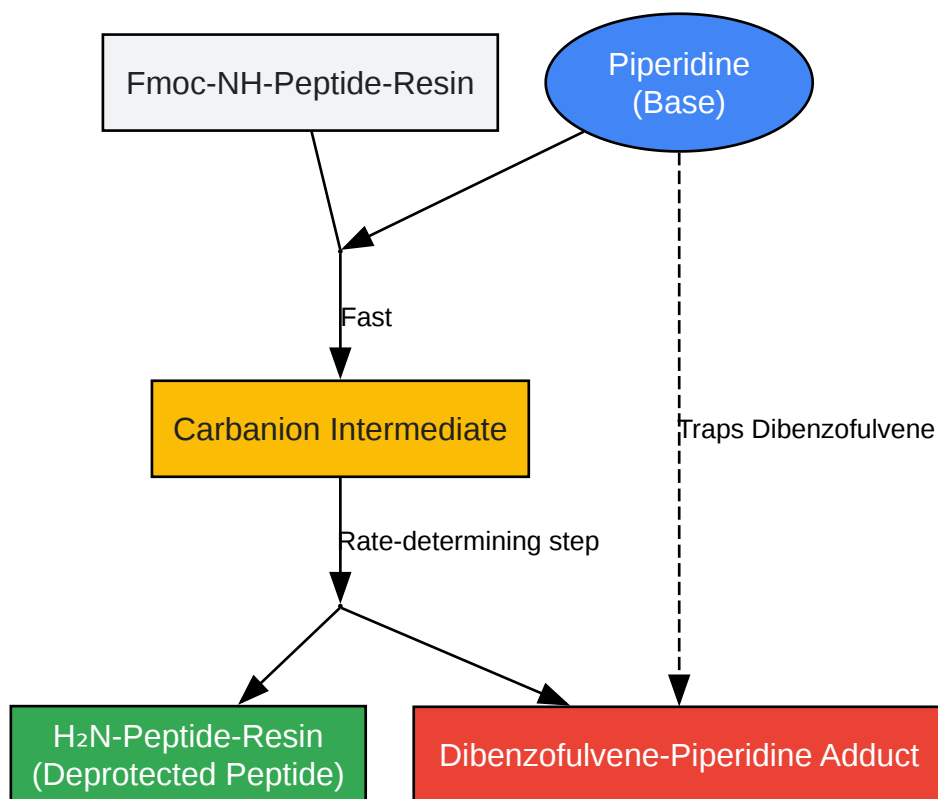 Fmoc-NH-Peptide-Resin
Piperidine
(Base)
Fast
Carbanion Intermediate
Traps Dibenzofulvene
Rate-determining step
H₂N-Peptide-Resin
(Deprotected Peptide)
Dibenzofulvene-Piperidine Adduct